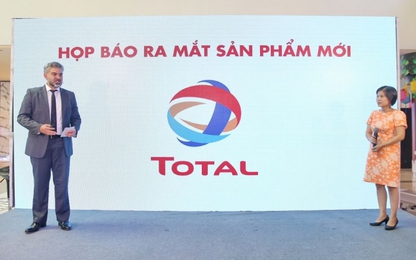 HỌP BÁO RA MẮT SẢN PHẨM MỚI
TOTAL